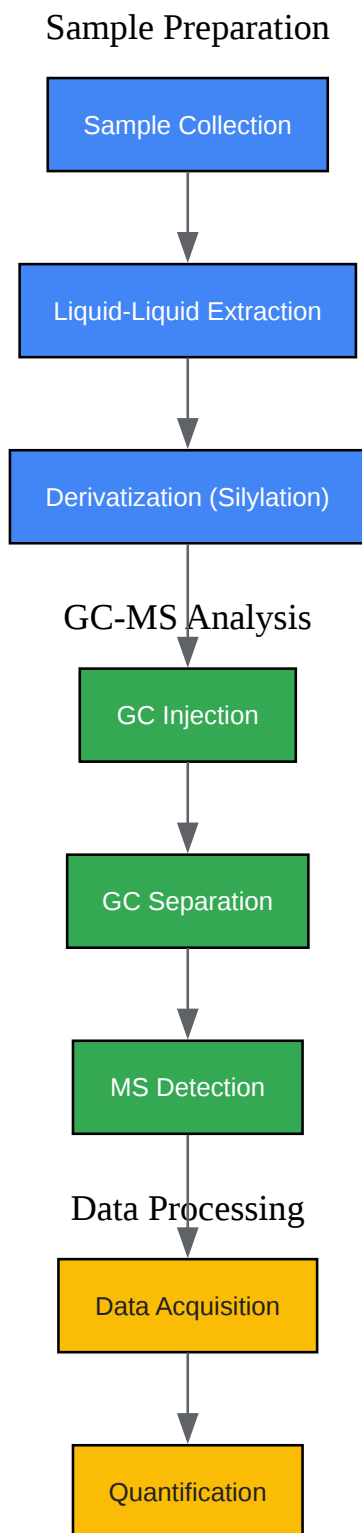 Sample Preparation
Sample Collection
Liquid-Liquid Extraction
Derivatization (Silylation)
GC-MS Analysis
GC Injection
GC Separation
MS Detection
Data Processing
Data Acquisition
Quantification